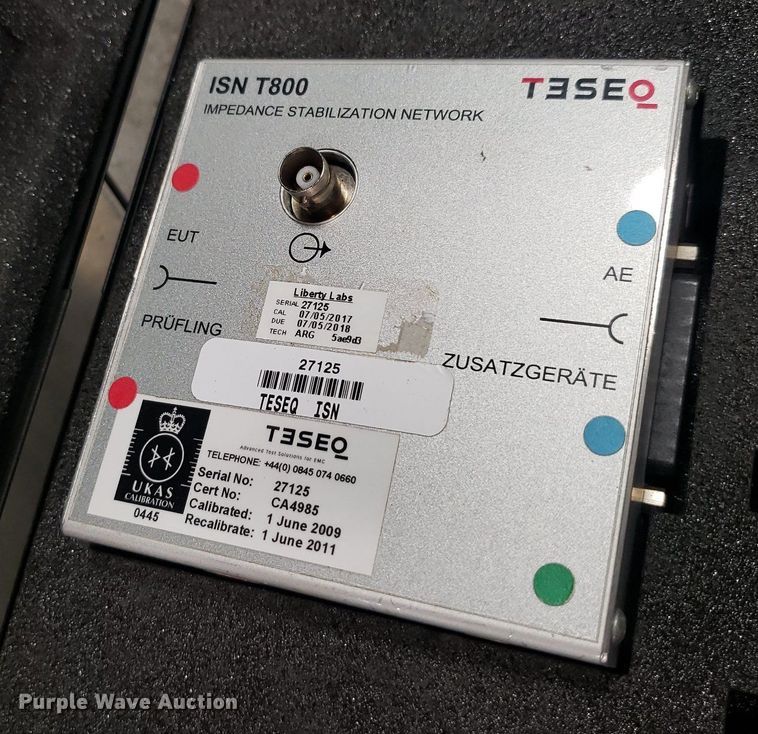 ISN T800
TESEQ
IMPEDANCE STABILIZATION NETWORK
EUT
AE
PRÜFLING
ZUSATZGERÄTE
Liberty Labs
SERIAL 27125
CAL 07/05/2017
DUE 07/05/2018
TECH ARG 5ae9d3
27125
TESEQ ISN
TESEQ
Advanced Test Solutions for EMC
TELEPHONE: +44(0) 0845 074 0660
Serial No: 27125
Cert No: CA4985
Calibrated: 1 June 2009
Recalibrate: 1 June 2011
UKAS
CALIBRATION
0445
Purple Wave Auction